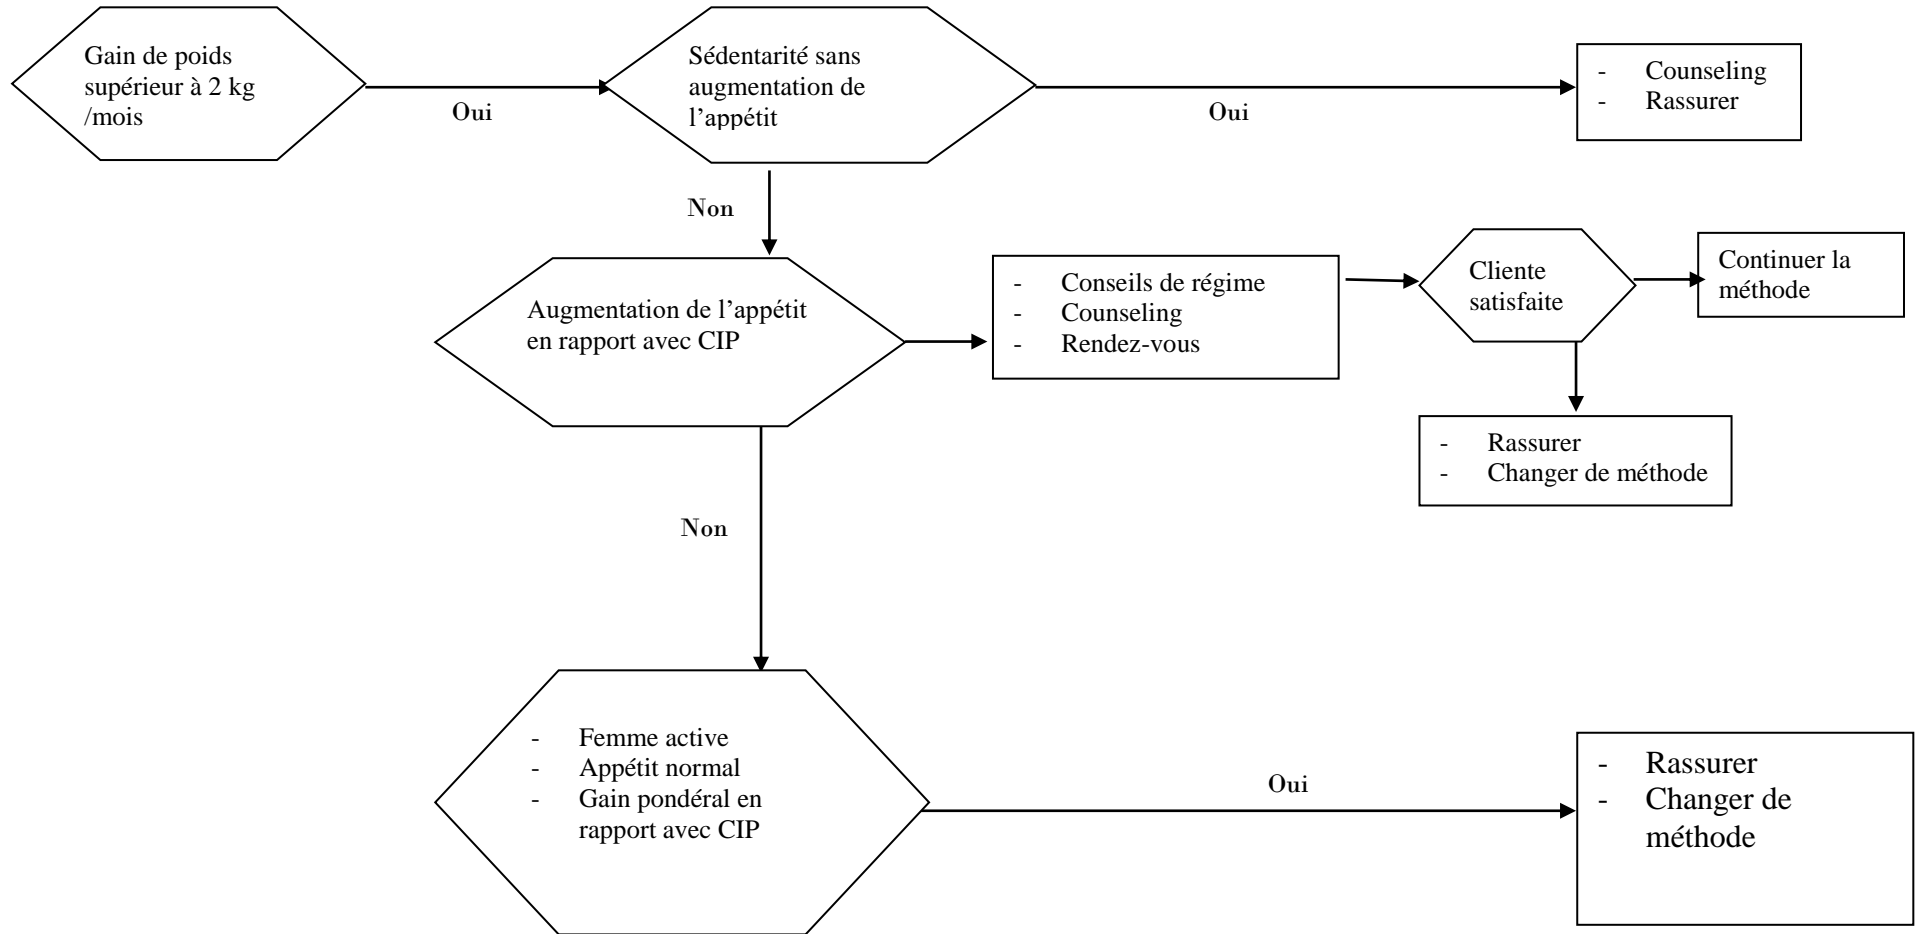 Gain de poids
supérieur à 2 kg
/mois
Oui
Sédentarité sans
augmentation de
l’appétit
Oui
- Counseling
- Rassurer
Non
Augmentation de l’appétit
en rapport avec CIP
- Conseils de régime
- Counseling
- Rendez-vous
Cliente
satisfaite
Continuer la
méthode
- Rassurer
- Changer de méthode
Non
- Femme active
- Appétit normal
- Gain pondéral en
rapport avec CIP
Oui
- Rassurer
- Changer de
méthode